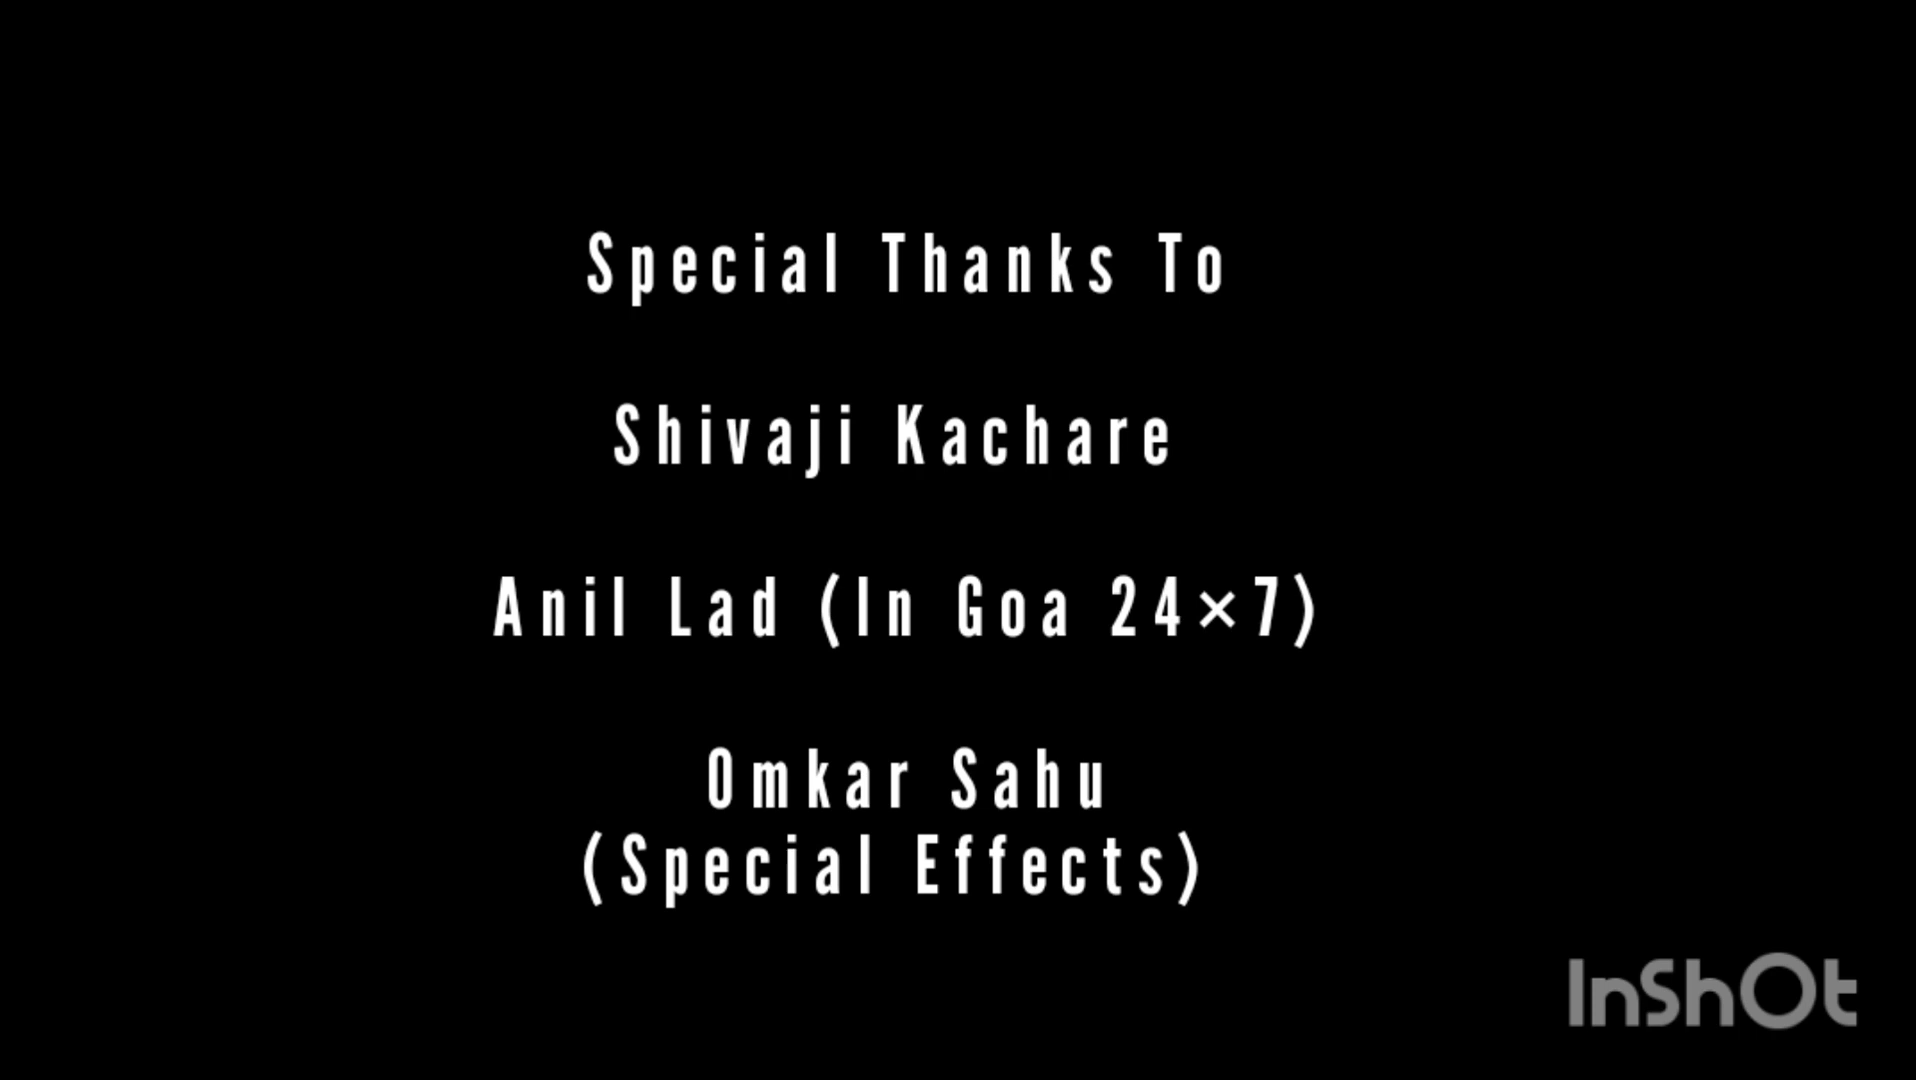 Special Thanks To
Shivaji Kachare
Anil Lad (In Goa 24×7)
Omkar Sahu
(Special Effects)
InShOt